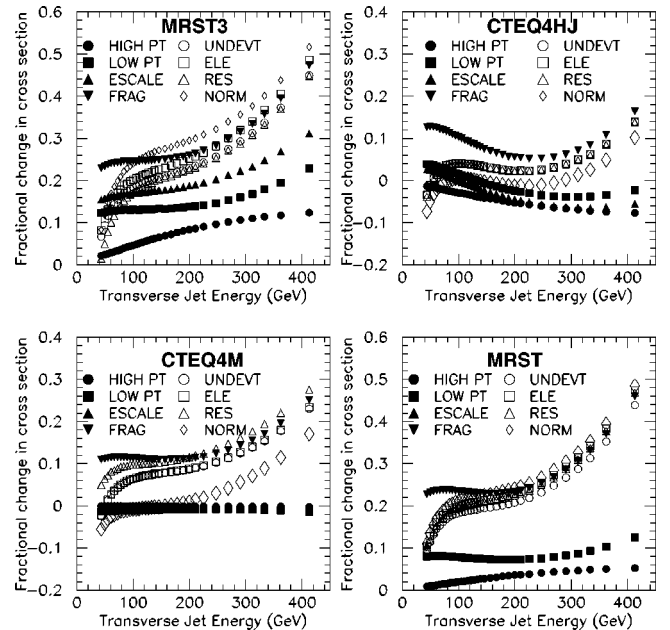 MRST3
HIGH PT UNDEVT
LOW PT ELE
ESCALE RES
FRAG NORM
0.6
0.5
0.4
0.3
0.2
0.1
0
0 100 200 300 400
Transverse Jet Energy (GeV)
Fractional change in cross section
CTEQ4HJ
HIGH PT UNDEVT
LOW PT ELE
ESCALE RES
FRAG NORM
0.4
0.3
0.2
0.1
0
-0.1
-0.2
0 100 200 300 400
Transverse Jet Energy (GeV)
Fractional change in cross section
CTEQ4M
HIGH PT UNDEVT
LOW PT ELE
ESCALE RES
FRAG NORM
0.4
0.3
0.2
0.1
0
-0.1
-0.2
0 100 200 300 400
Transverse Jet Energy (GeV)
Fractional change in cross section
MRST
HIGH PT UNDEVT
LOW PT ELE
ESCALE RES
FRAG NORM
0.6
0.5
0.4
0.3
0.2
0.1
0
0 100 200 300 400
Transverse Jet Energy (GeV)
Fractional change in cross section